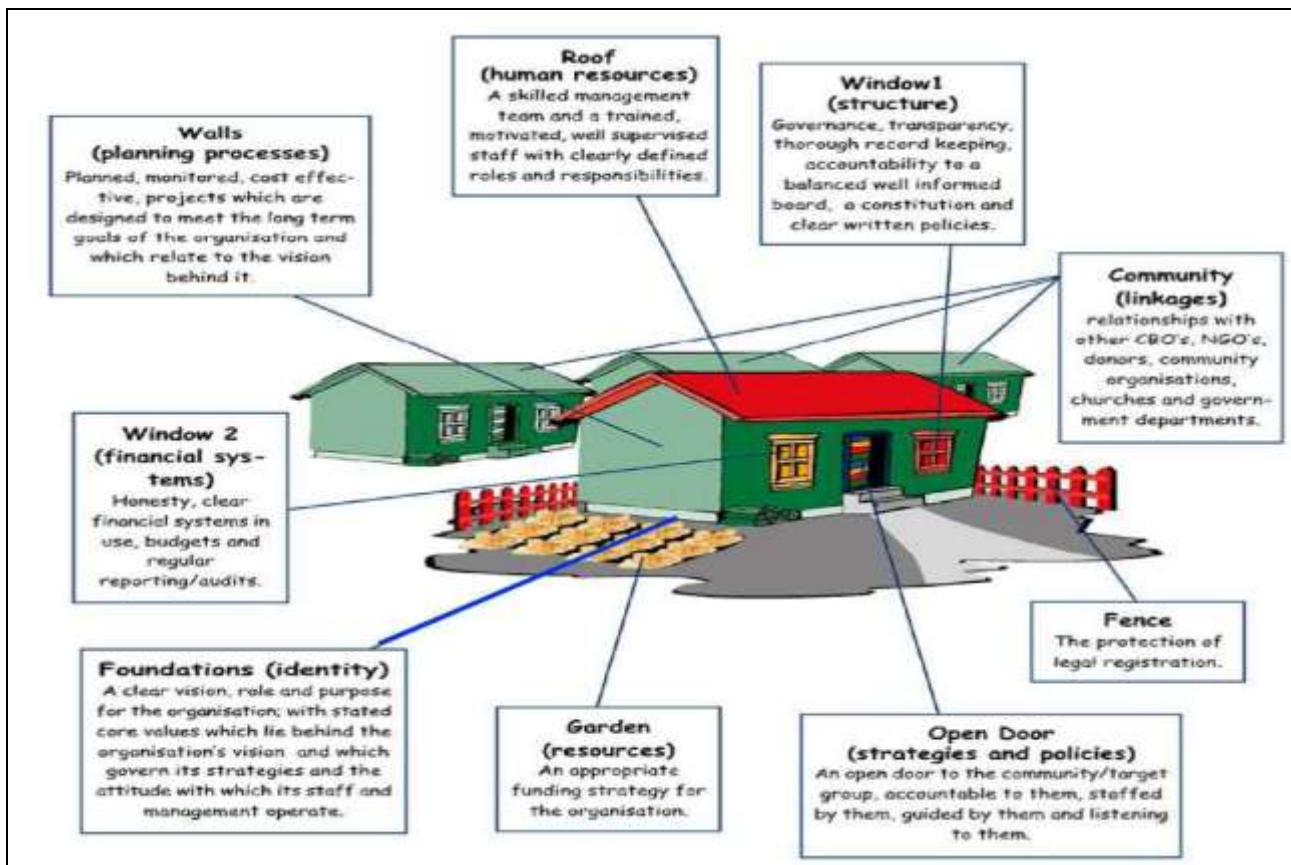 Roof
(human resources)
A skilled management
team and a trained,
motivated, well supervised
staff with clearly defined
roles and responsibilities.
Window1
(structure)
Governance, transparency,
thorough record keeping,
accountability to a
balanced well informed
board, a constitution and
clear written policies.
Walls
(planning processes)
Planned, monitored, cost effec-
tive, projects which are
designed to meet the long term
goals of the organisation and
which relate to the vision
behind it.
Community
(linkages)
relationships with
other CBO's, NGO's,
donors, community
organisations,
churches and govern-
ment departments.
Window 2
(financial sys-
tems)
Honesty, clear
financial systems in
use, budgets and
regular
reporting/audits.
Fence
The protection of
legal registration.
Foundations (identity)
A clear vision, role and purpose
for the organisation; with stated
core values which lie behind the
organisation's vision and which
govern its strategies and the
attitude with which its staff and
management operate.
Garden
(resources)
An appropriate
funding strategy for
the organisation.
Open Door
(strategies and policies)
An open door to the community/target
group, accountable to them, staffed
by them, guided by them and listening
to them.